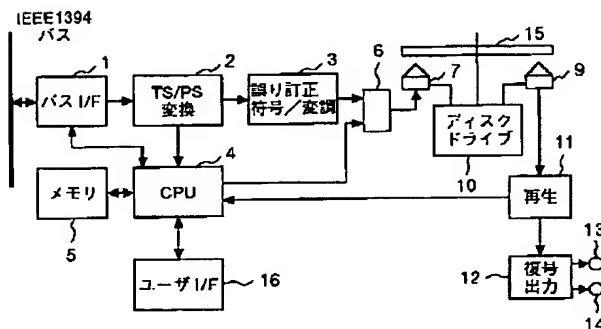 IEEE1394
バス
1
バス I/F
2
TS/PS
変換
3
誤り訂正
符号/変調
6
7
15
9
ディスク
ドライブ
10
4
CPU
メモリ
5
11
再生
ユーザ I/F
16
12
復号
出力
13
14